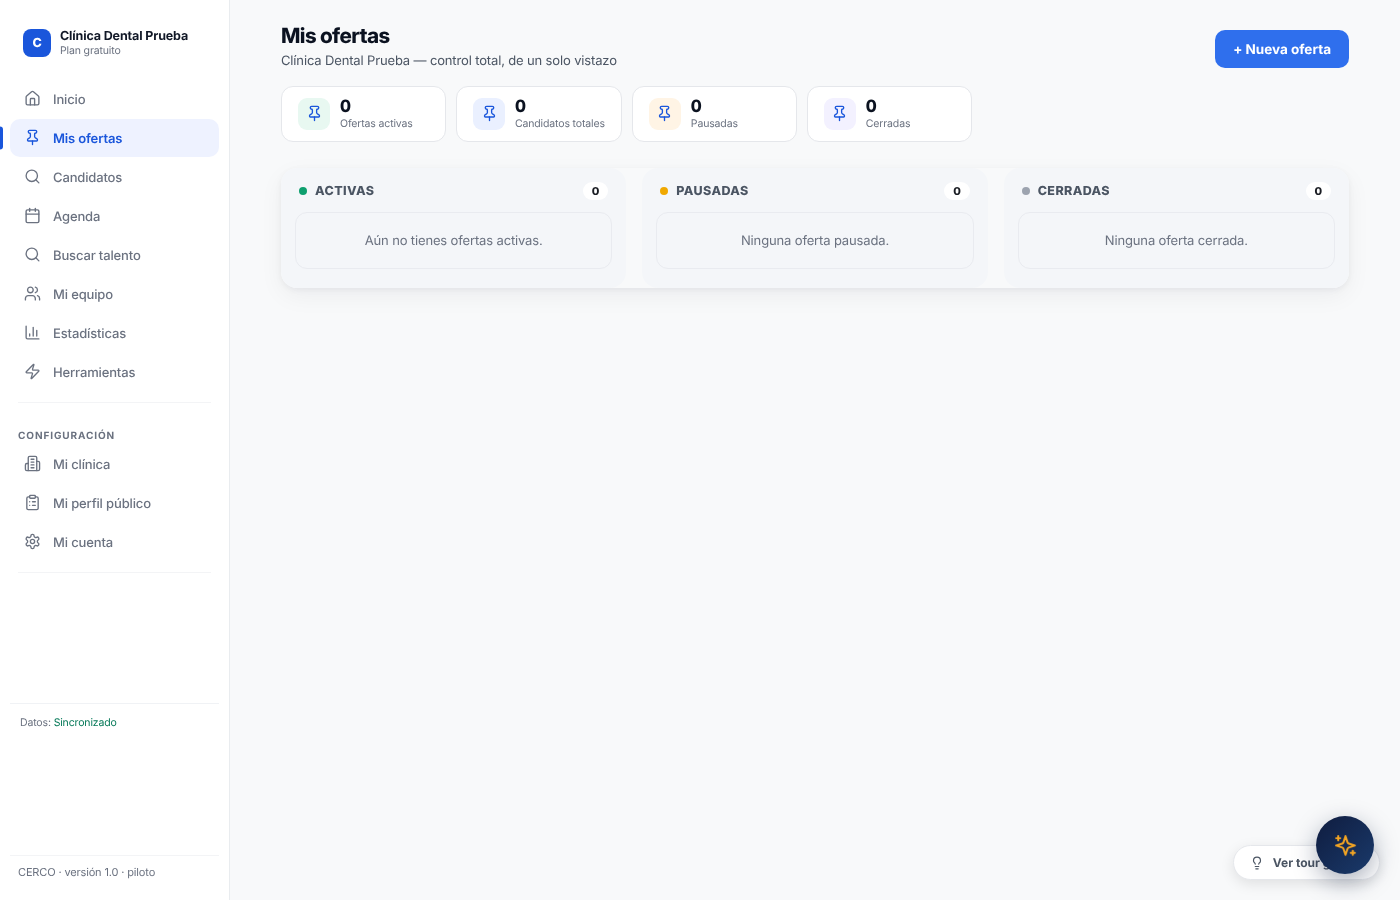 C
Clínica Dental Prueba
Plan gratuito
Inicio
Mis ofertas
Candidatos
Agenda
Buscar talento
Mi equipo
Estadísticas
Herramientas
CONFIGURACIÓN
Mi clínica
Mi perfil público
Mi cuenta
Datos: Sincronizado
CERCO · versión 1.0 · piloto
Mis ofertas
Clínica Dental Prueba — control total, de un solo vistazo
+ Nueva oferta
0
Ofertas activas
0
Candidatos totales
0
Pausadas
0
Cerradas
ACTIVAS 0
Aún no tienes ofertas activas.
PAUSADAS 0
Ninguna oferta pausada.
CERRADAS 0
Ninguna oferta cerrada.
Ver tour